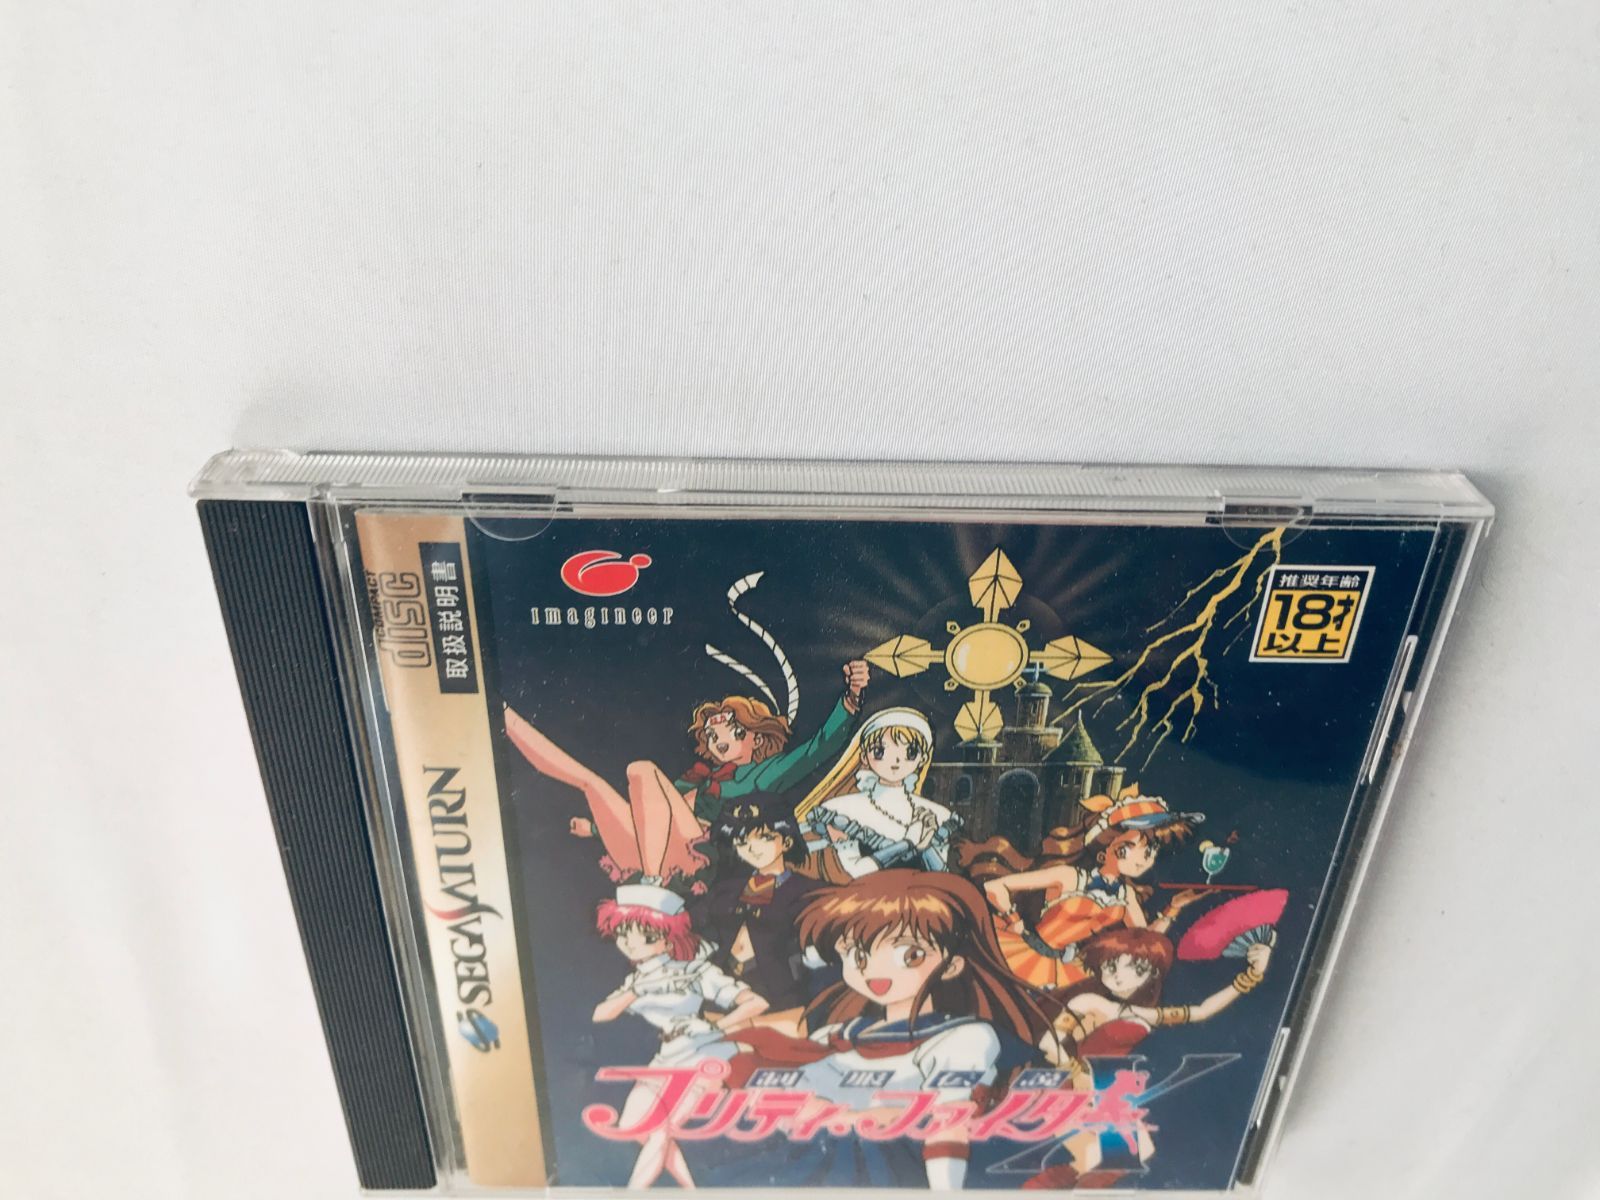 COMPACT
disc
取扱説明書
SEGA SATURN
imagineer
推奨年齢
18才
以上
制服伝説
プリティ・ファイターX